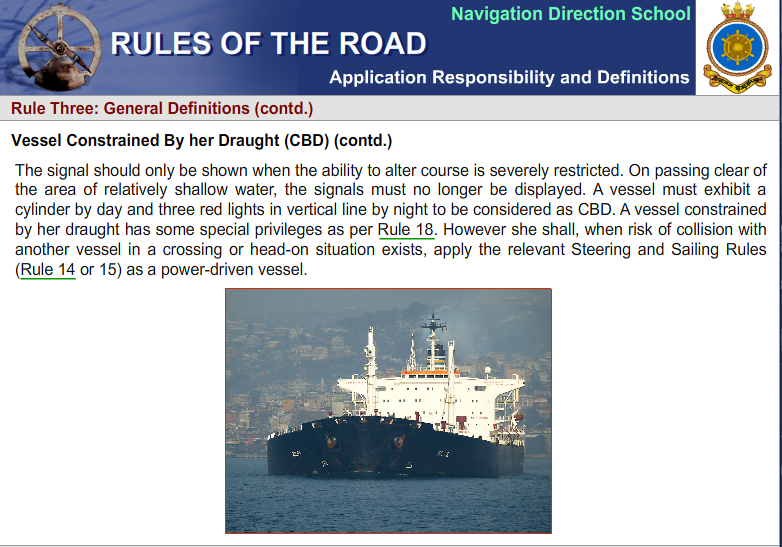 Navigation Direction School
RULES OF THE ROAD
Application Responsibility and Definitions
Rule Three: General Definitions (contd.)
Vessel Constrained By her Draught (CBD) (contd.)
The signal should only be shown when the ability to alter course is severely restricted. On passing clear of
the area of relatively shallow water, the signals must no longer be displayed. A vessel must exhibit a
cylinder by day and three red lights in vertical line by night to be considered as CBD. A vessel constrained
by her draught has some special privileges as per Rule 18. However she shall, when risk of collision with
another vessel in a crossing or head-on situation exists, apply the relevant Steering and Sailing Rules
(Rule 14 or 15) as a power-driven vessel.